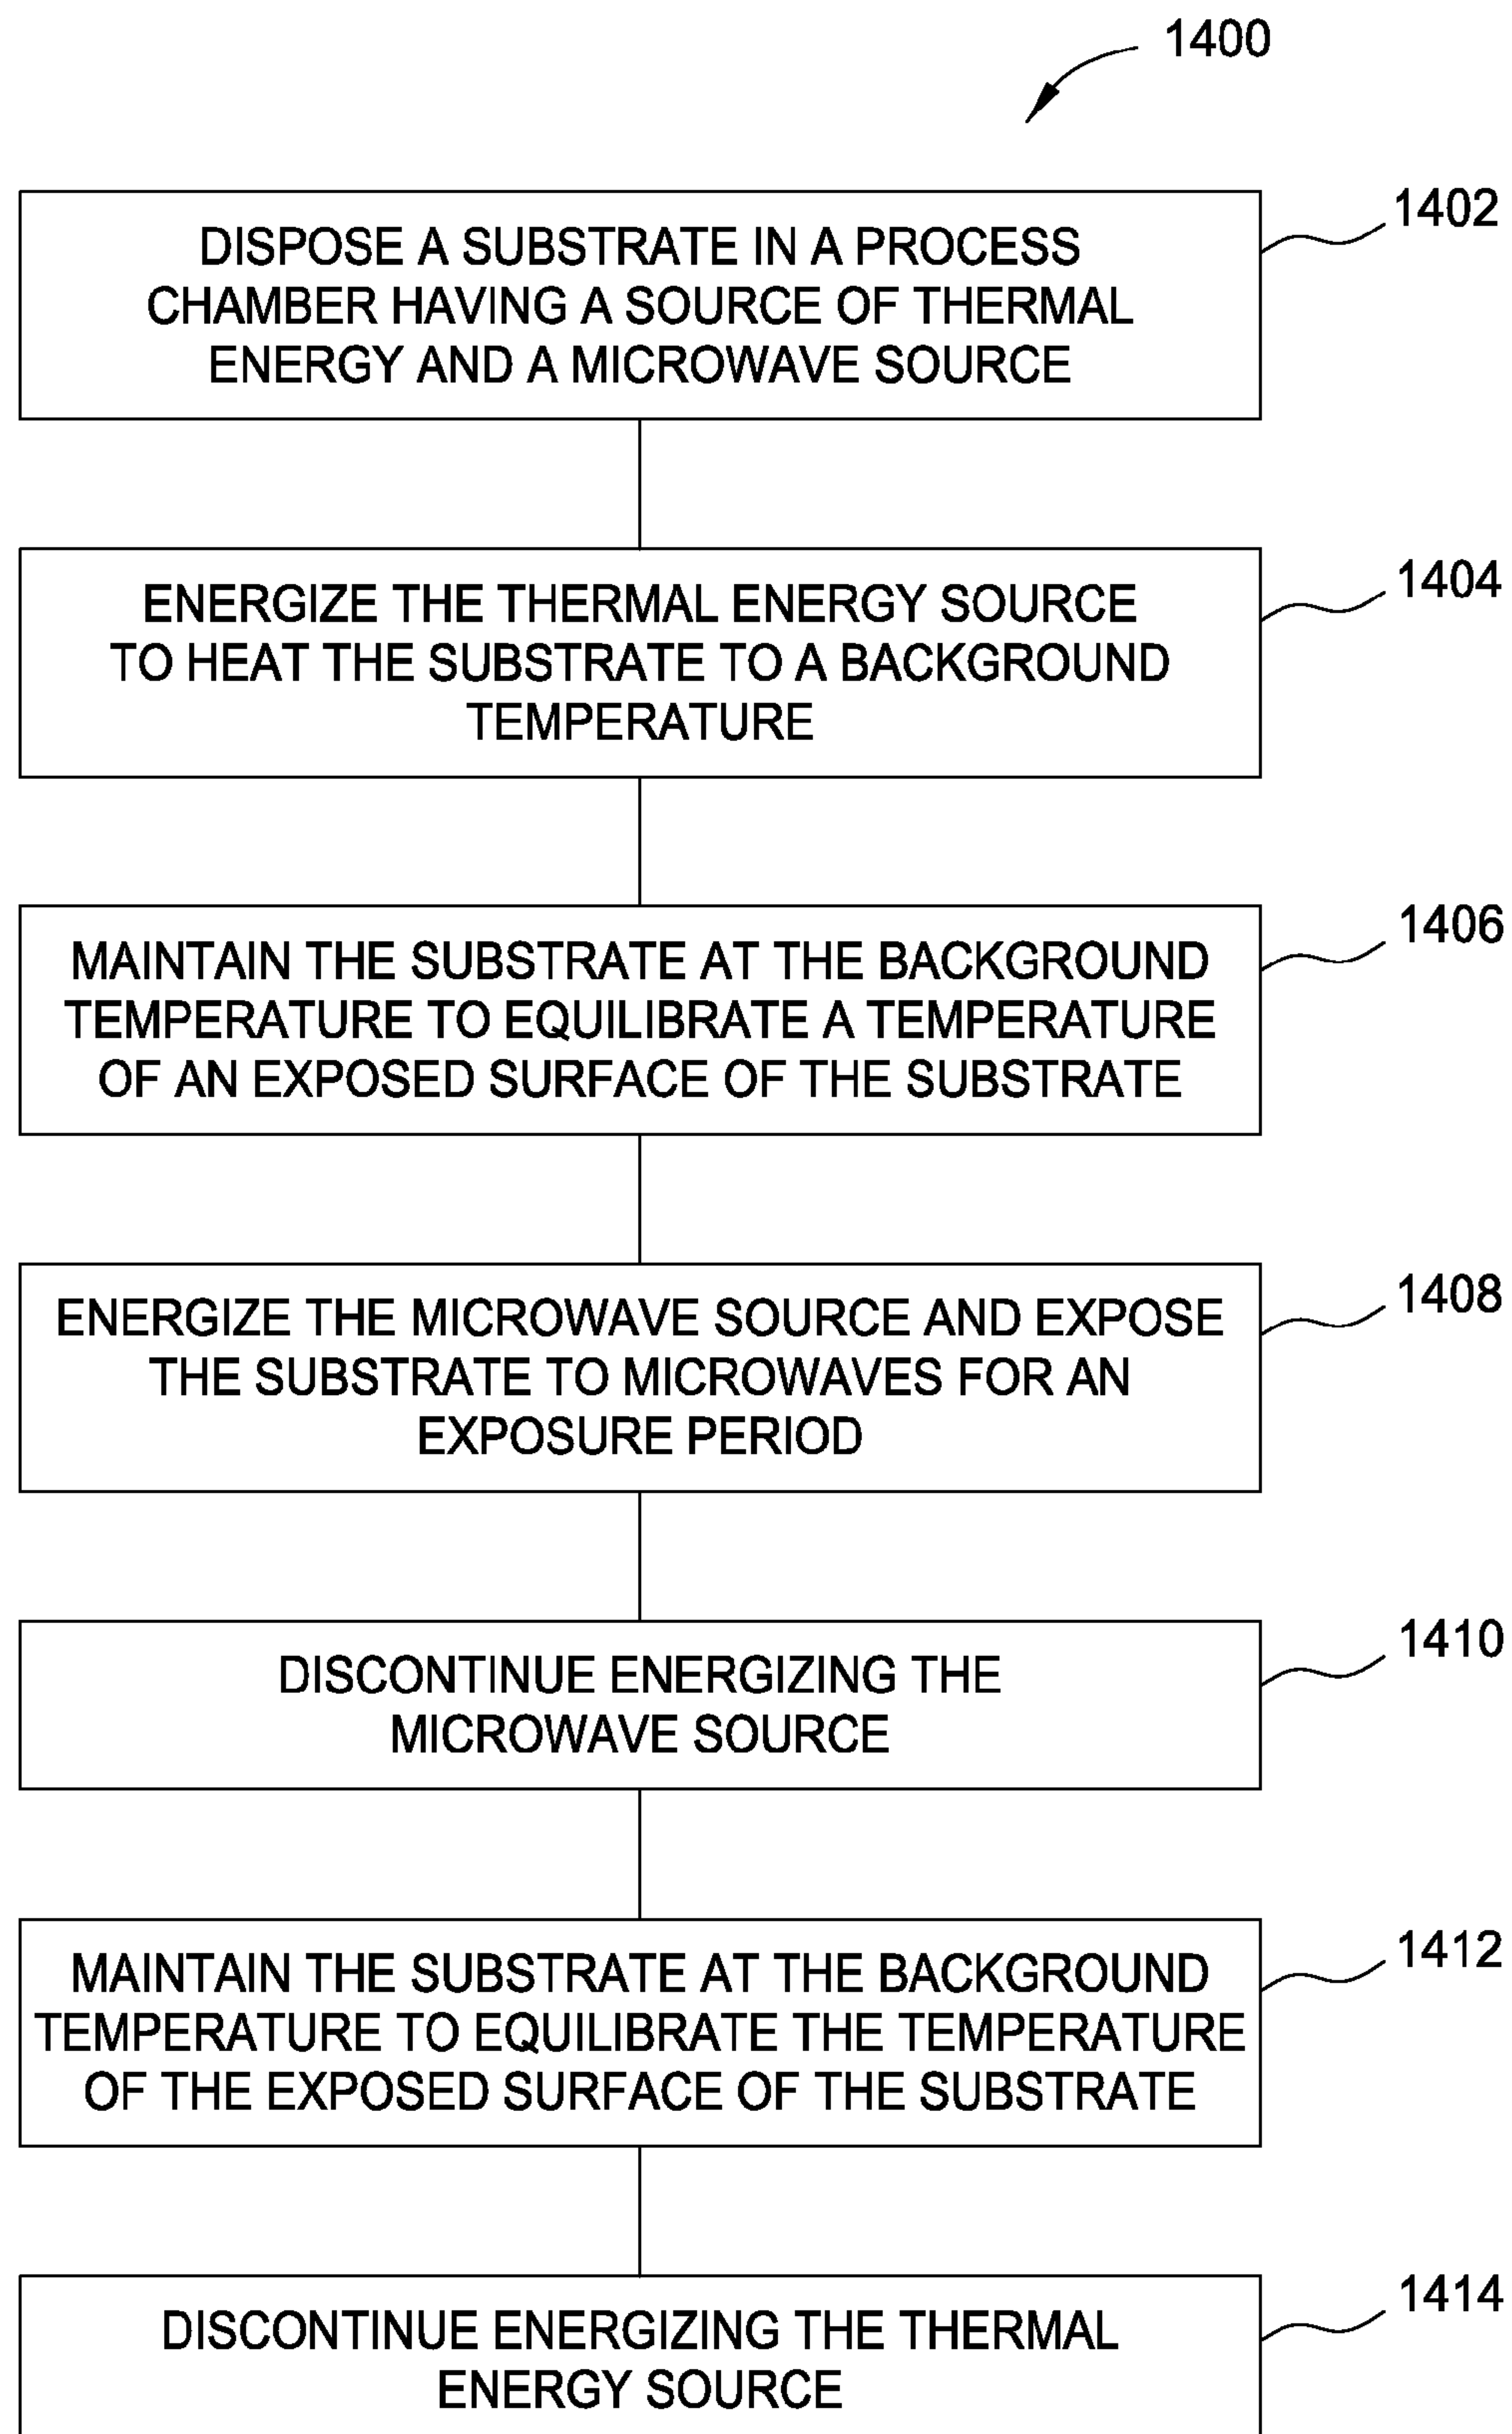 1400
DISPOSE A SUBSTRATE IN A PROCESS
CHAMBER HAVING A SOURCE OF THERMAL
ENERGY AND A MICROWAVE SOURCE
1402
ENERGIZE THE THERMAL ENERGY SOURCE
TO HEAT THE SUBSTRATE TO A BACKGROUND
TEMPERATURE
1404
MAINTAIN THE SUBSTRATE AT THE BACKGROUND
TEMPERATURE TO EQUILIBRATE A TEMPERATURE
OF AN EXPOSED SURFACE OF THE SUBSTRATE
1406
ENERGIZE THE MICROWAVE SOURCE AND EXPOSE
THE SUBSTRATE TO MICROWAVES FOR AN
EXPOSURE PERIOD
1408
DISCONTINUE ENERGIZING THE
MICROWAVE SOURCE
1410
MAINTAIN THE SUBSTRATE AT THE BACKGROUND
TEMPERATURE TO EQUILIBRATE THE TEMPERATURE
OF THE EXPOSED SURFACE OF THE SUBSTRATE
1412
DISCONTINUE ENERGIZING THE THERMAL
ENERGY SOURCE
1414